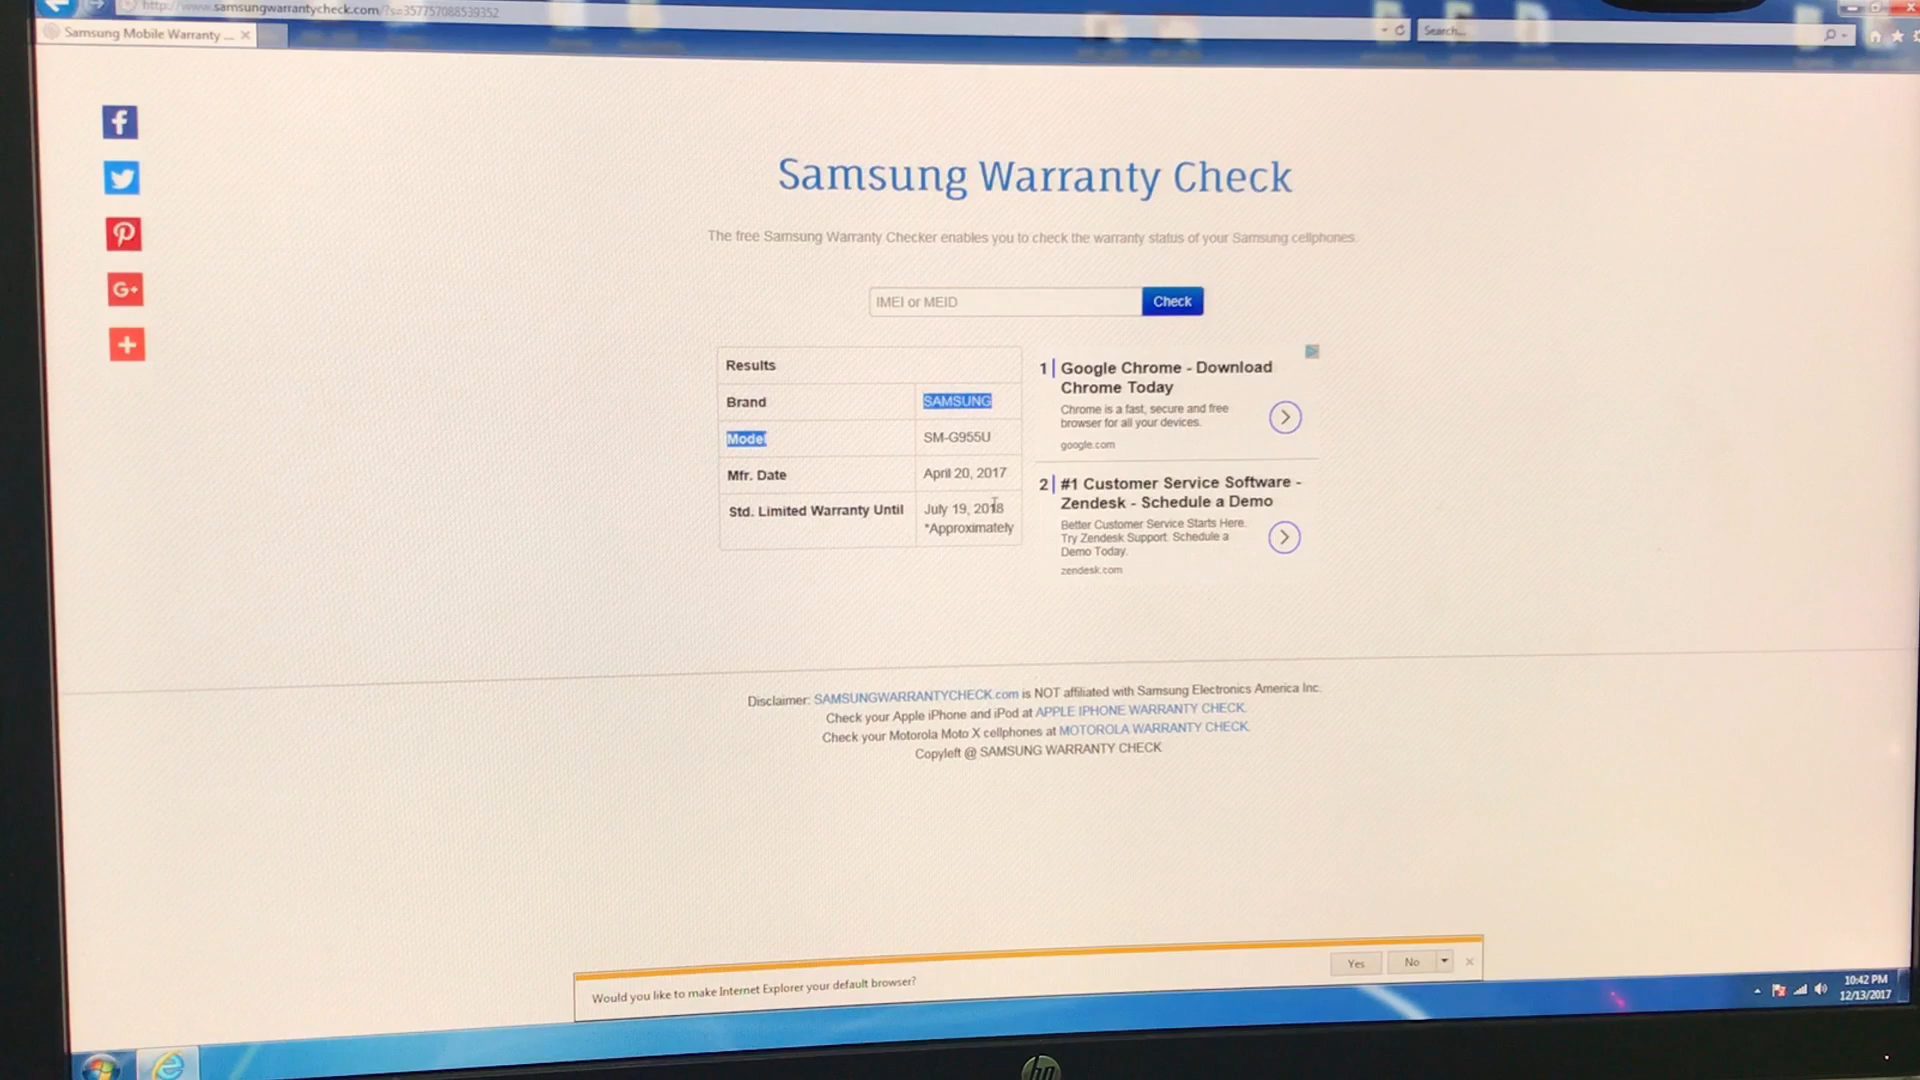 http://www.samsungwarrantycheck.com/?s=357757088539352
Samsung Mobile Warranty ...
Search...
Samsung Warranty Check
The free Samsung Warranty Checker enables you to check the warranty status of your Samsung cellphones.
IMEI or MEID
Check
Results
Brand SAMSUNG
Model SM-G955U
Mfr. Date April 20, 2017
Std. Limited Warranty Until July 19, 2018
*Approximately
1 Google Chrome - Download
Chrome Today
Chrome is a fast, secure and free
browser for all your devices.
google.com
2 #1 Customer Service Software -
Zendesk - Schedule a Demo
Better Customer Service Starts Here.
Try Zendesk Support. Schedule a
Demo Today.
zendesk.com
Disclaimer: SAMSUNGWARRANTYCHECK.com is NOT affiliated with Samsung Electronics America Inc.
Check your Apple iPhone and iPod at APPLE IPHONE WARRANTY CHECK.
Check your Motorola Moto X cellphones at MOTOROLA WARRANTY CHECK.
Copyleft @ SAMSUNG WARRANTY CHECK
Would you like to make Internet Explorer your default browser?
Yes
No
10:42 PM
12/13/2017
hp